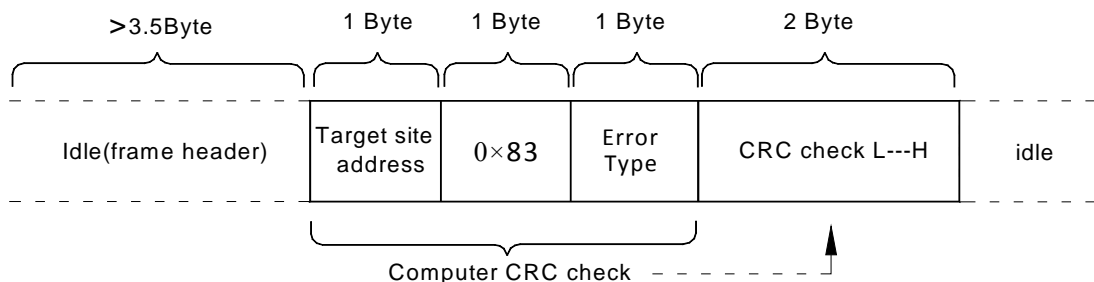 >3.5Byte 1 Byte 1 Byte 1 Byte 2 Byte
Idle(frame header) Target site address 0×83 Error Type CRC check L---H idle
Computer CRC check